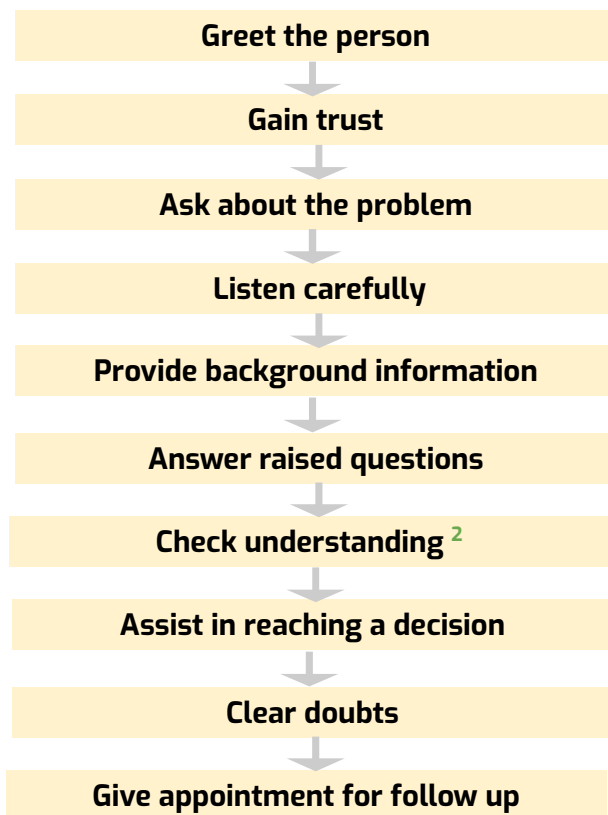 Greet the person
Gain trust
Ask about the problem
Listen carefully
Provide background information
Answer raised questions
Check understanding 2
Assist in reaching a decision
Clear doubts
Give appointment for follow up